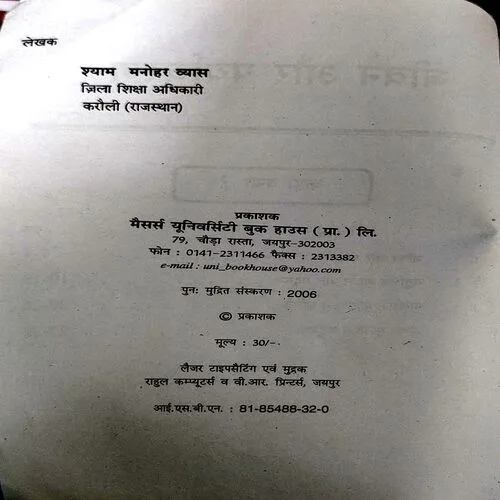 लेखक
श्याम मनोहर व्यास
ज़िला शिक्षा अधिकारी
करौली (राजस्थान)
प्रकाशक
मैसर्स यूनिवर्सिटी बुक हाउस ( प्रा. ) लि.
79, चौड़ा रास्ता, जयपुर-302003
फोन : 0141-2311466 फैक्स : 2313382
e-mail : uni_bookhouse@yahoo.com
पुनः मुद्रित संस्करण : 2006
© प्रकाशक
मूल्य : 30/-
लैजर टाइपसैटिंग एवं मुद्रक
राहुल कम्प्यूटर्स व वी.आर. प्रिन्टर्स, जयपुर
आई.एस.बी.एन. : 81-85488-32-0